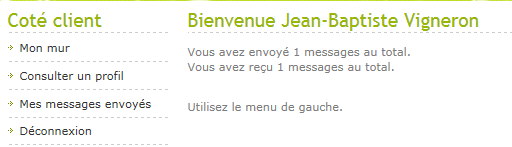 Coté client
Mon mur
Consulter un profil
Mes messages envoyés
Déconnexion
Bienvenue Jean-Baptiste Vigneron
Vous avez envoyé 1 messages au total.
Vous avez reçu 1 messages au total.
Utilisez le menu de gauche.